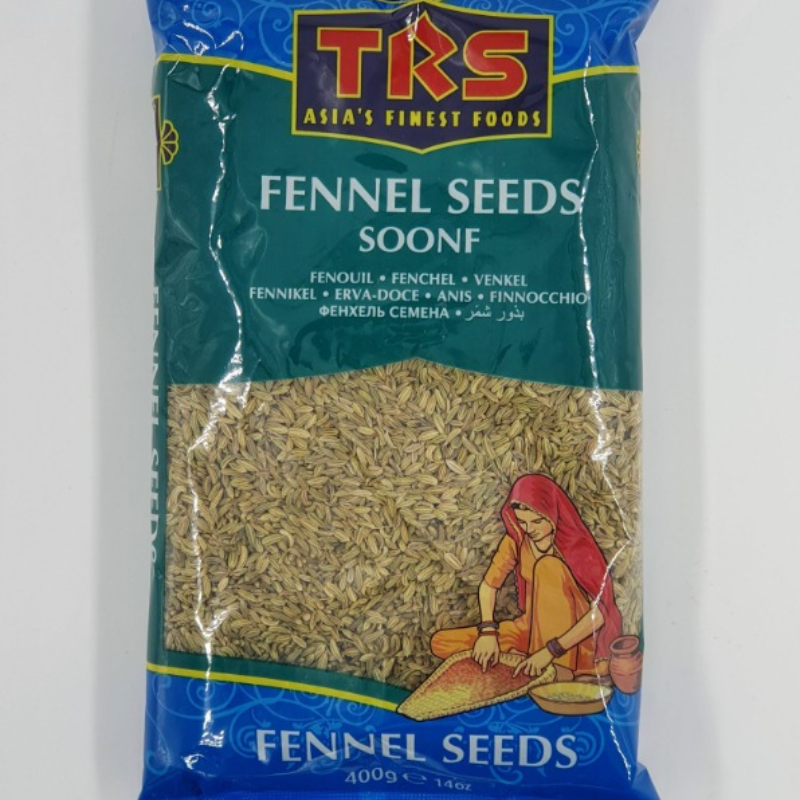 TRS
ASIA'S FINEST FOODS
FENNEL SEEDS
SOONF
FENOUIL • FENCHEL • VENKEL
FENNIKEL • ERVA-DOCE • ANIS • FINNOCCHIO
ФЕНХЕЛЬ СЕМЕНА • بذور شمّر
FENNEL SEEDS
FENNEL SEEDS
400g ℮ 14oz